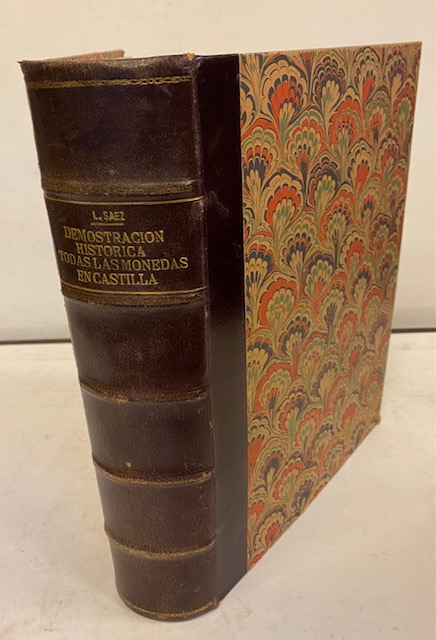 L. SAEZ
DEMOSTRACION
HISTORICA
TODAS LAS MONEDAS
EN CASTILLA